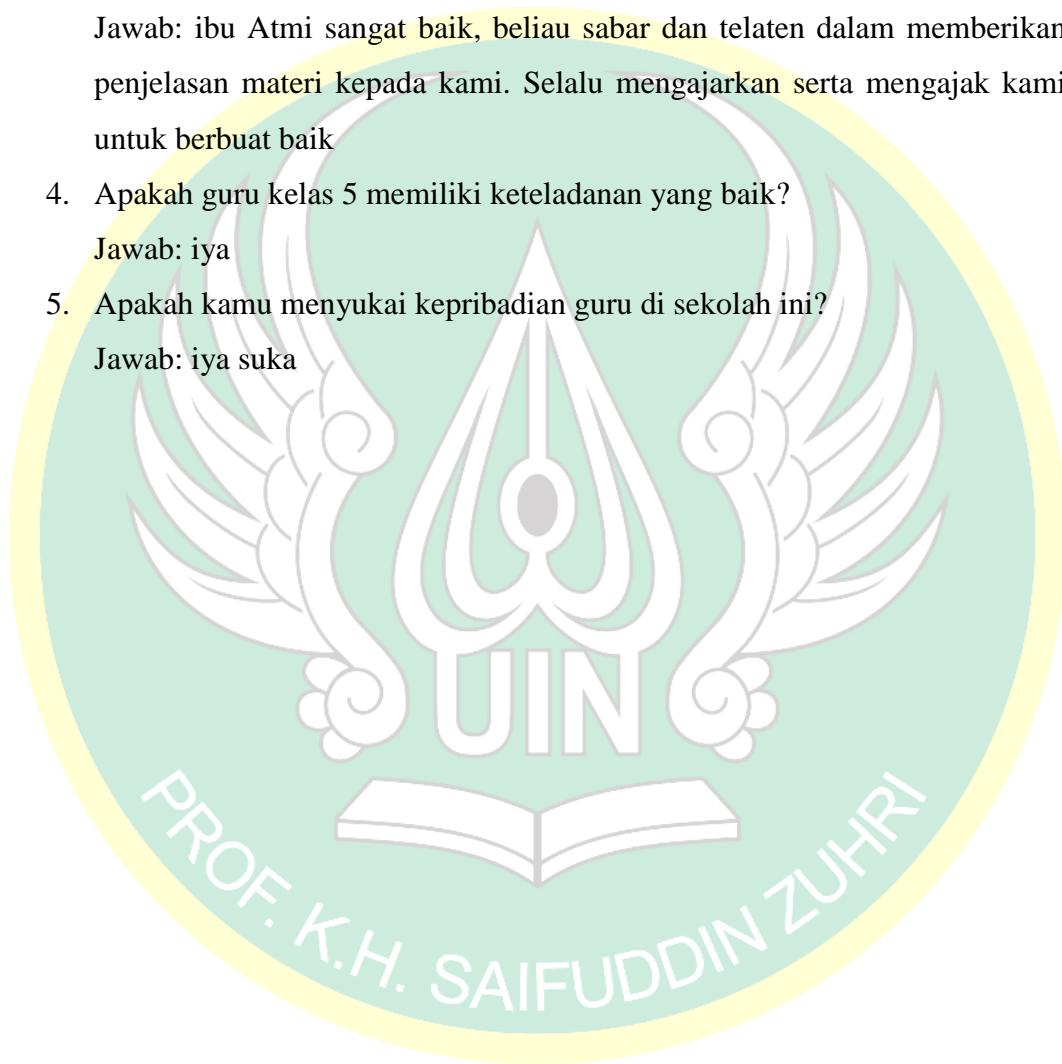 Jawab: ibu Atmi sangat baik, beliau sabar dan telaten dalam memberikan
penjelasan materi kepada kami. Selalu mengajarkan serta mengajak kami
untuk berbuat baik
4. Apakah guru kelas 5 memiliki keteladanan yang baik?
Jawab: iya
5. Apakah kamu menyukai kepribadian guru di sekolah ini?
Jawab: iya suka
UIN
PROF. K.H. SAIFUDDIN ZUHRI